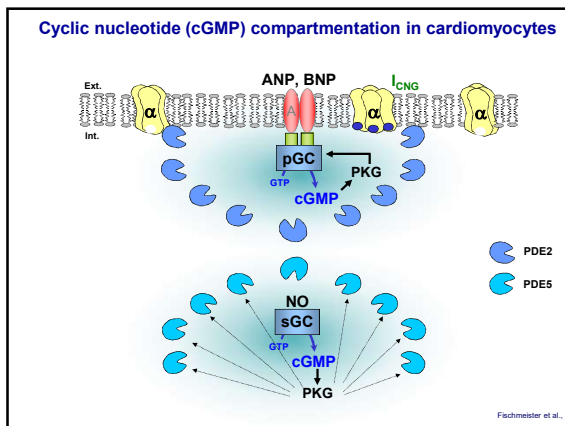 Cyclic nucleotide (cGMP) compartmentation in cardiomyocytes
ANP, BNP
I CNG
Ext.
Int.
α
A
α
α
pGC
GTP
PKG
cGMP
PDE2
PDE5
NO
sGC
GTP
cGMP
PKG
Fischmeister et al.,